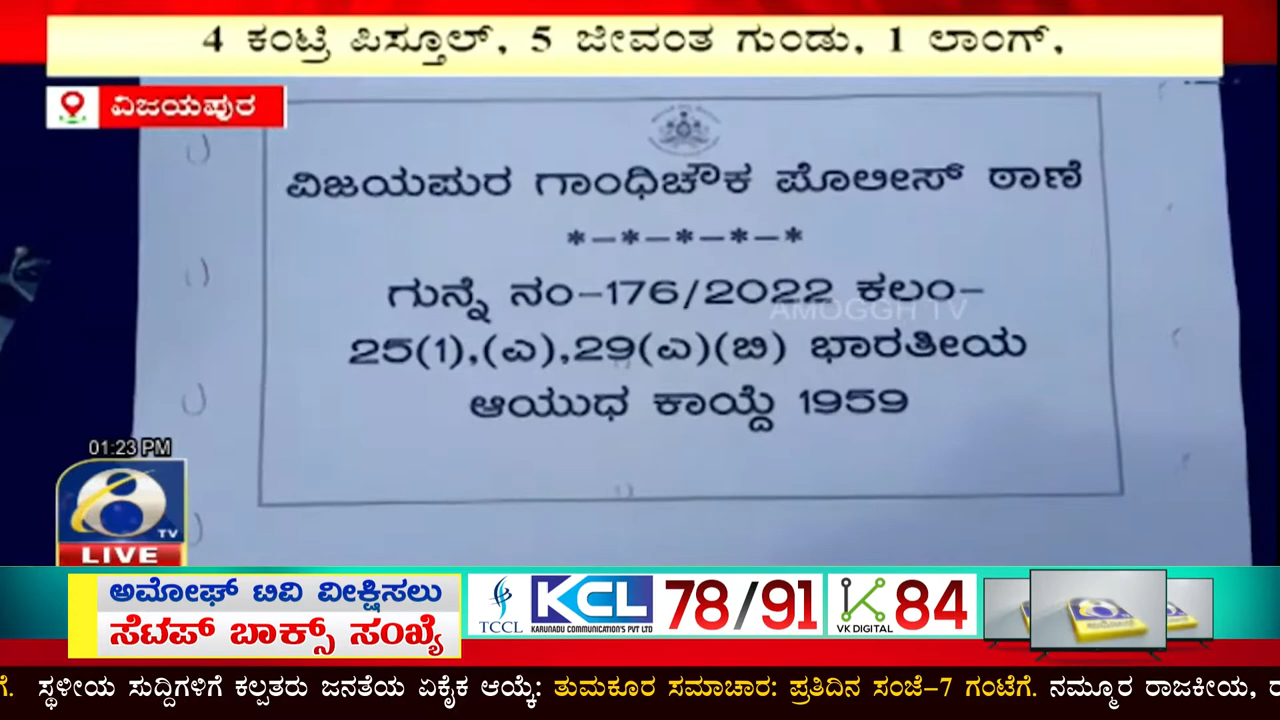 4 ಕಂಟ್ರಿ ಪಿಸ್ತೂಲ್, 5 ಜೀವಂತ ಗುಂಡು, 1 ಲಾಂಗ್,
ವಿಜಯಪುರ
ವಿಜಯಪುರ ಗಾಂಧಿಚೌಕ ಪೊಲೀಸ್ ಠಾಣೆ
*-*-*-*-*
ಗುನ್ನೆ ನಂ-176/2022 ಕಲಂ-
AMOGGH TV
25(1),(ಎ),29(ಎ)(ಬಿ) ಭಾರತೀಯ
ಆಯುಧ ಕಾಯ್ದೆ 1959
01:23 PM
TV
LIVE
ಅಮೋಘ್ ಟಿವಿ ವೀಕ್ಷಿಸಲು
ಸೆಟಪ್ ಬಾಕ್ಸ್ ಸಂಖ್ಯೆ
TCCL
KCL
KARUNADU COMMUNICATION'S PVT LTD
78/91
VK DIGITAL
84
ಗೆ. ಸ್ಥಳೀಯ ಸುದ್ದಿಗಳಿಗೆ ಕಲ್ಪತರು ಜನತೆಯ ಏಕೈಕ ಆಯ್ಕೆ: ತುಮಕೂರ ಸಮಾಚಾರ: ಪ್ರತಿದಿನ ಸಂಜೆ-7 ಗಂಟೆಗೆ. ನಮ್ಮೂರ ರಾಜಕೀಯ,